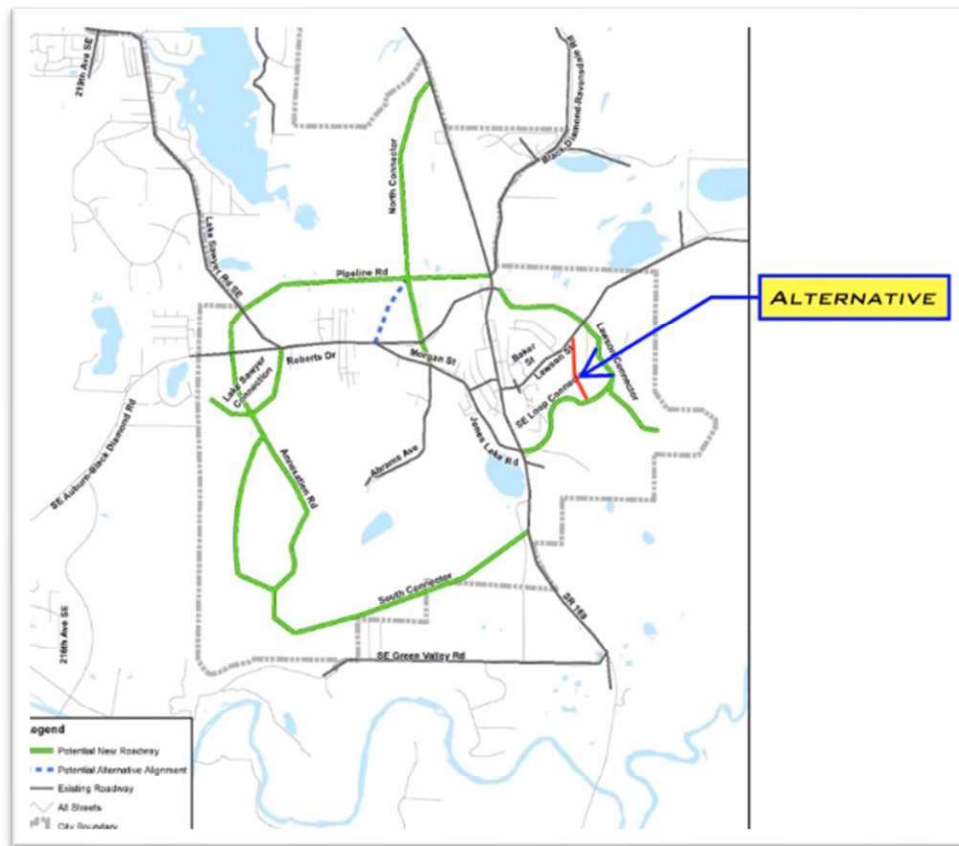 219th Ave SE
Black Diamond-Ravensdale Rd
North Connector
Lake Sawyer Rd SE
Pipeline Rd
ALTERNATIVE
Roberts Dr
Morgan St
Baker
St
Lawson St
Lawson Connector
Lake Sawyer
Connection
SE Loop Connec
Jones Lake Rd
Abrams Ave
Annexation Rd
SE Auburn-Black Diamond Rd
South Connector
SR 169
216th Ave SE
SE Green Valley Rd
egend
Potential New Roadway
Potential Alternative Alignment
Existing Roadway
All Streets
City Boundary